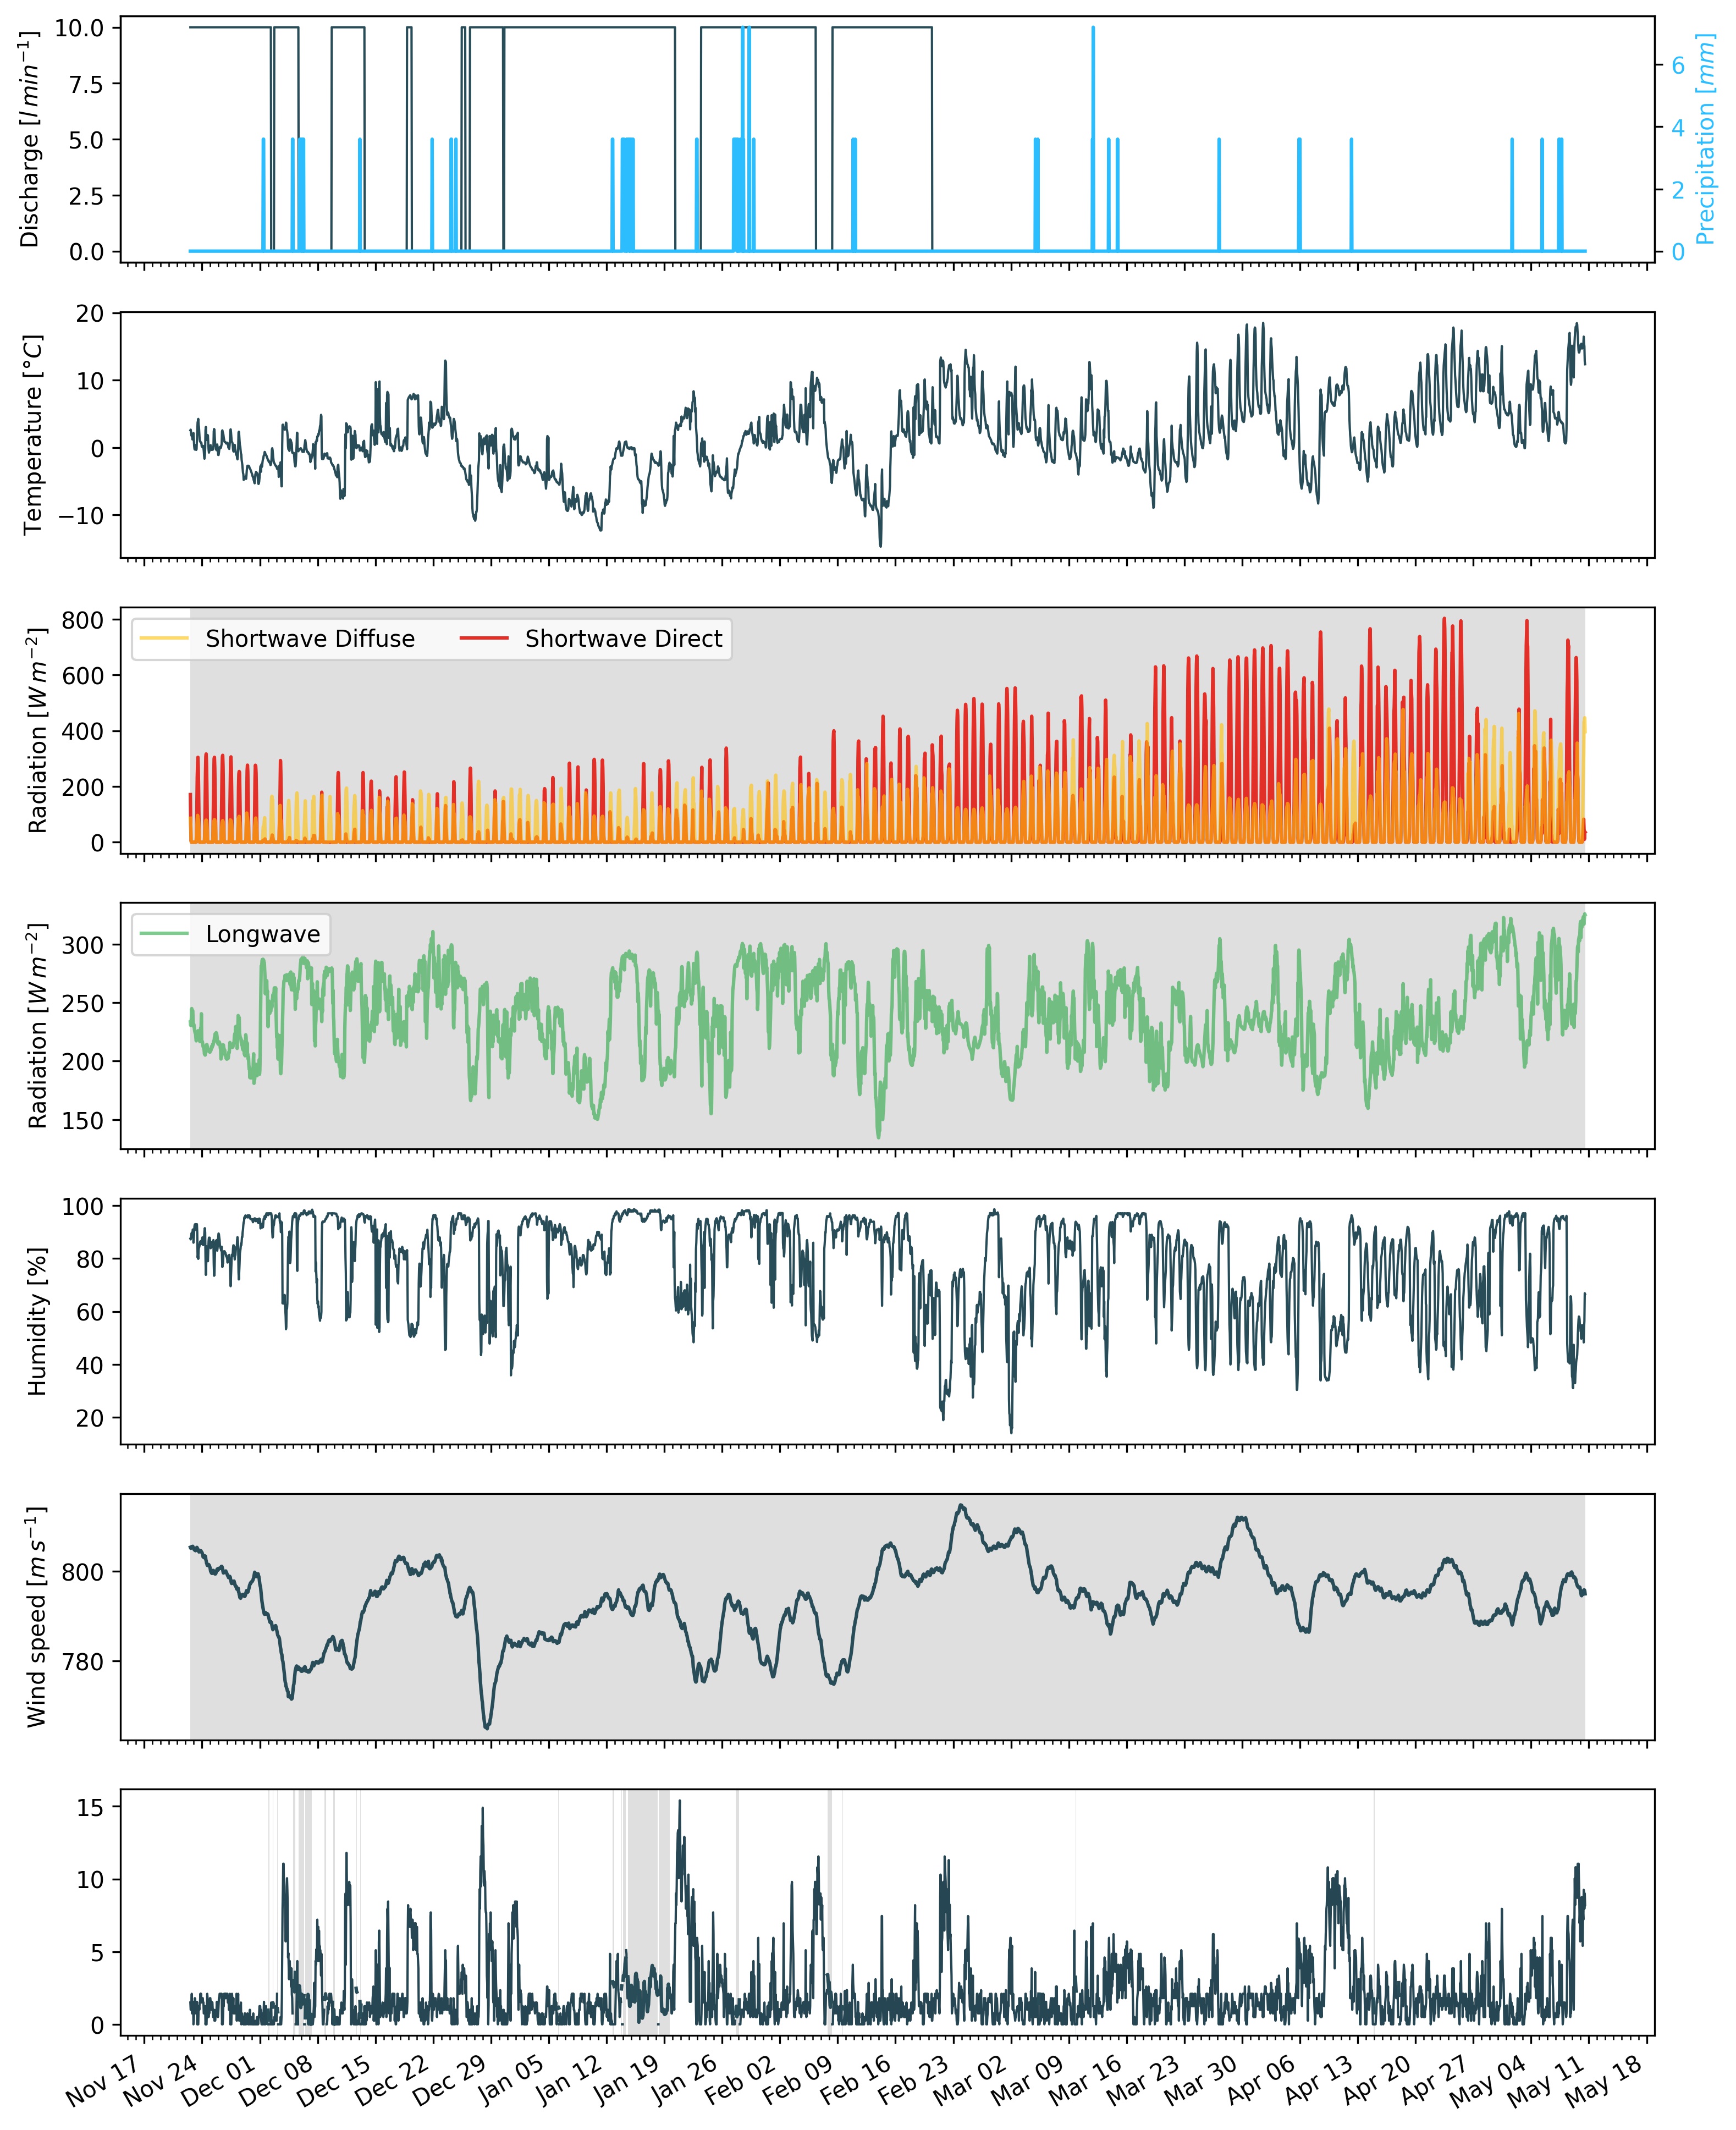 Discharge [l min⁻¹]
10.0
7.5
5.0
2.5
0.0
6
4
2
0
Precipitation [mm]
Temperature [°C]
20
10
0
−10
Radiation [W m⁻²]
800
600
400
200
0
Shortwave Diffuse
Shortwave Direct
Radiation [W m⁻²]
300
250
200
150
Longwave
Humidity [%]
100
80
60
40
20
Wind speed [m s⁻¹]
800
780
15
10
5
0
Nov 17
Nov 24
Dec 01
Dec 08
Dec 15
Dec 22
Dec 29
Jan 05
Jan 12
Jan 19
Jan 26
Feb 02
Feb 09
Feb 16
Feb 23
Mar 02
Mar 09
Mar 16
Mar 23
Mar 30
Apr 06
Apr 13
Apr 20
Apr 27
May 04
May 11
May 18